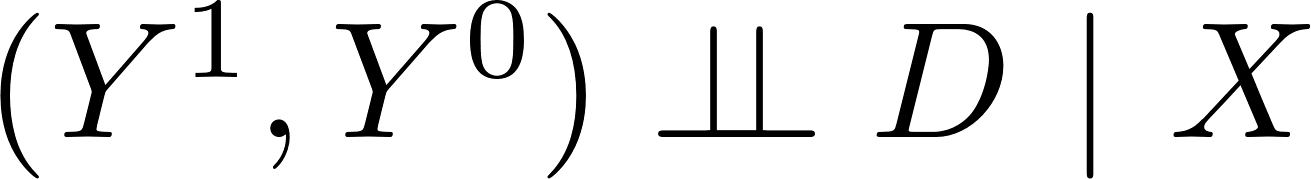 (Y¹, Y⁰) ⫫ D | X